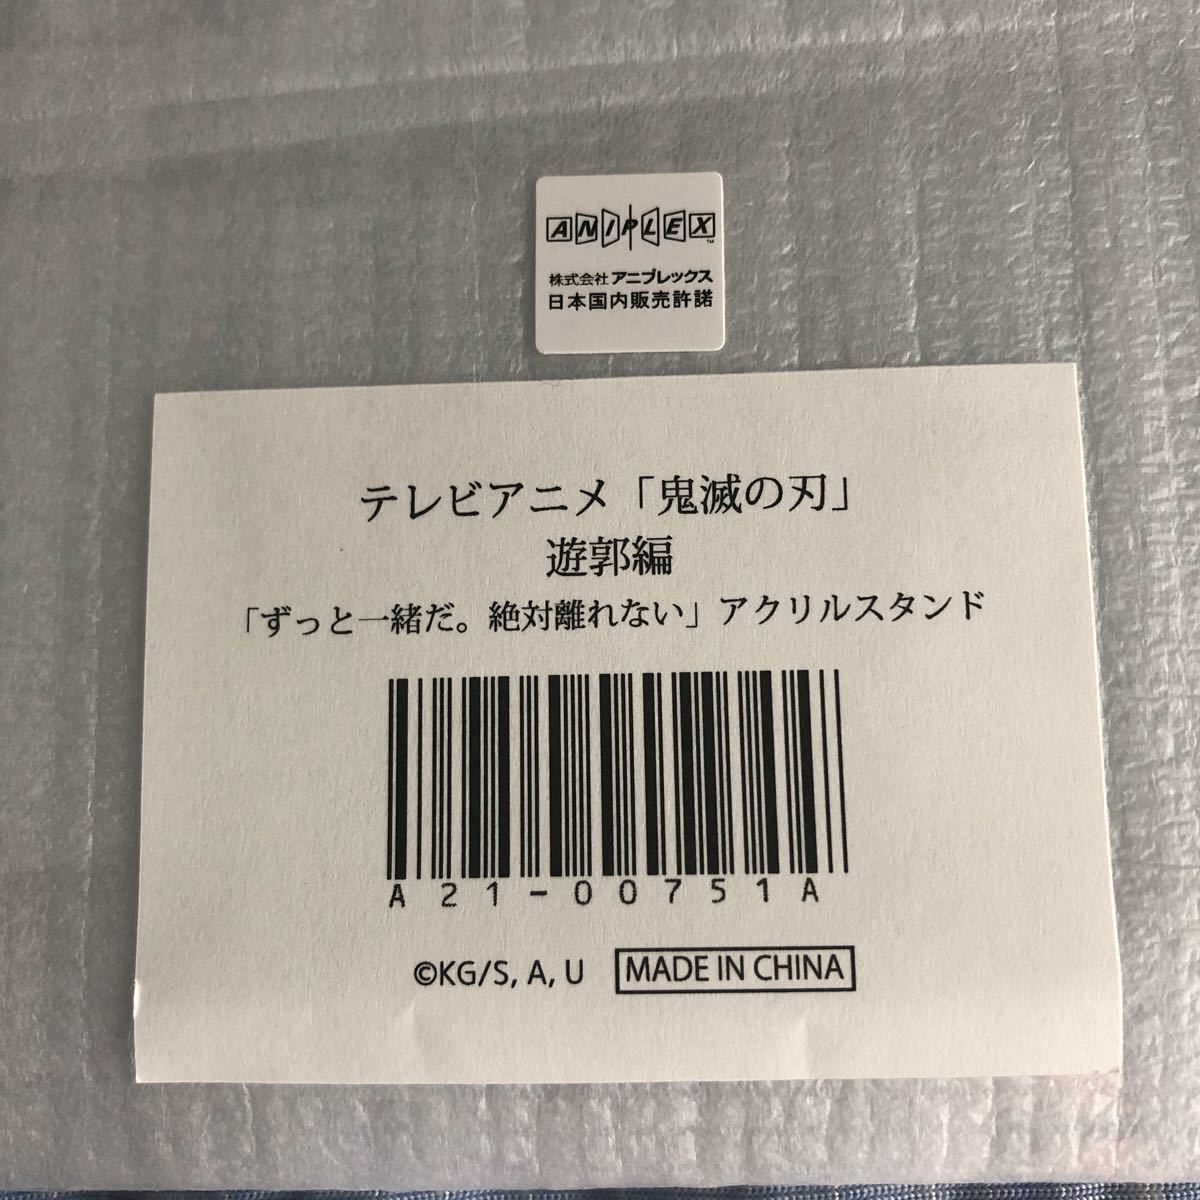 ANIPLEX™
株式会社 アニプレックス
日本国内販売許諾
テレビアニメ「鬼滅の刃」
遊郭編
「ずっと一緒だ。絶対離れない」アクリルスタンド
A21-00751A
©KG/S, A, U MADE IN CHINA